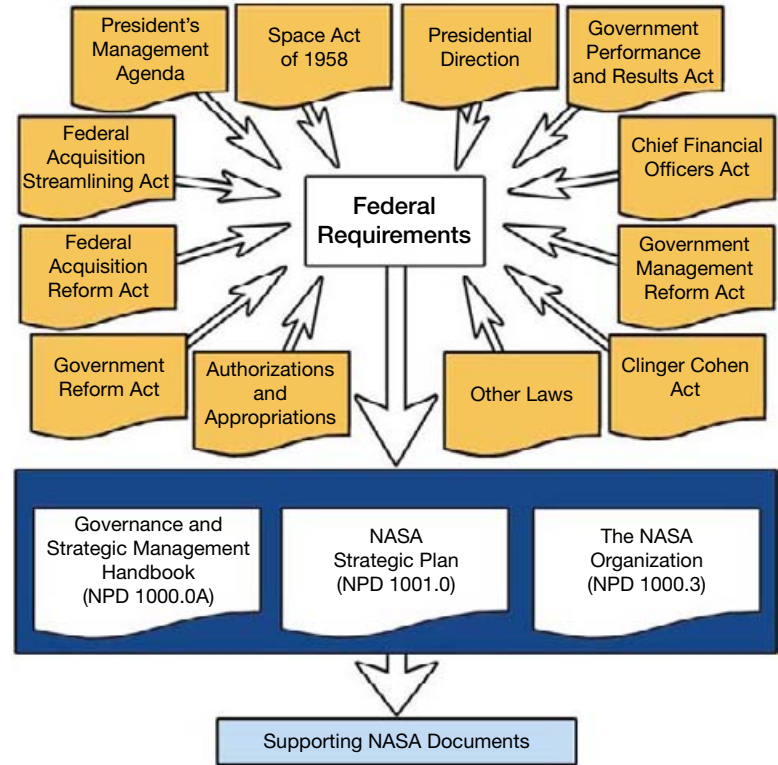 President's
Management
Agenda
Space Act
of 1958
Presidential
Direction
Government
Performance
and Results Act
Federal
Acquisition
Streamlining Act
Chief Financial
Officers Act
Federal
Requirements
Federal
Acquisition
Reform Act
Government
Management
Reform Act
Government
Reform Act
Authorizations
and
Appropriations
Other Laws
Clinger Cohen
Act
Governance and
Strategic Management
Handbook
(NPD 1000.0A)
NASA
Strategic Plan
(NPD 1001.0)
The NASA
Organization
(NPD 1000.3)
Supporting NASA Documents